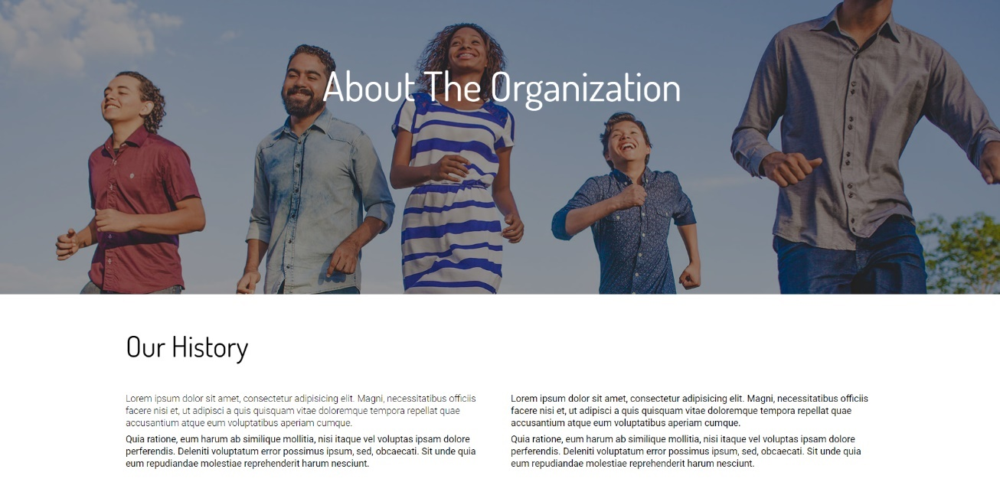 About The Organization
Our History
Lorem ipsum dolor sit amet, consectetur adipisicing elit. Magni, necessitatibus officiis
facere nisi et, ut adipisci a quis quisquam vitae doloremque tempora repellat quae
accusantium atque eum voluptatibus aperiam cumque.
Quia ratione, eum harum ab similique mollitia, nisi itaque vel voluptas ipsam dolore
perferendis. Deleniti voluptatum error possimus ipsum, sed, obcaecati. Sit unde quia
eum repudiandae molestiae reprehenderit harum nesciunt.
Lorem ipsum dolor sit amet, consectetur adipisicing elit. Magni, necessitatibus officiis
facere nisi et, ut adipisci a quis quisquam vitae doloremque tempora repellat quae
accusantium atque eum voluptatibus aperiam cumque.
Quia ratione, eum harum ab similique mollitia, nisi itaque vel voluptas ipsam dolore
perferendis. Deleniti voluptatum error possimus ipsum, sed, obcaecati. Sit unde quia
eum repudiandae molestiae reprehenderit harum nesciunt.